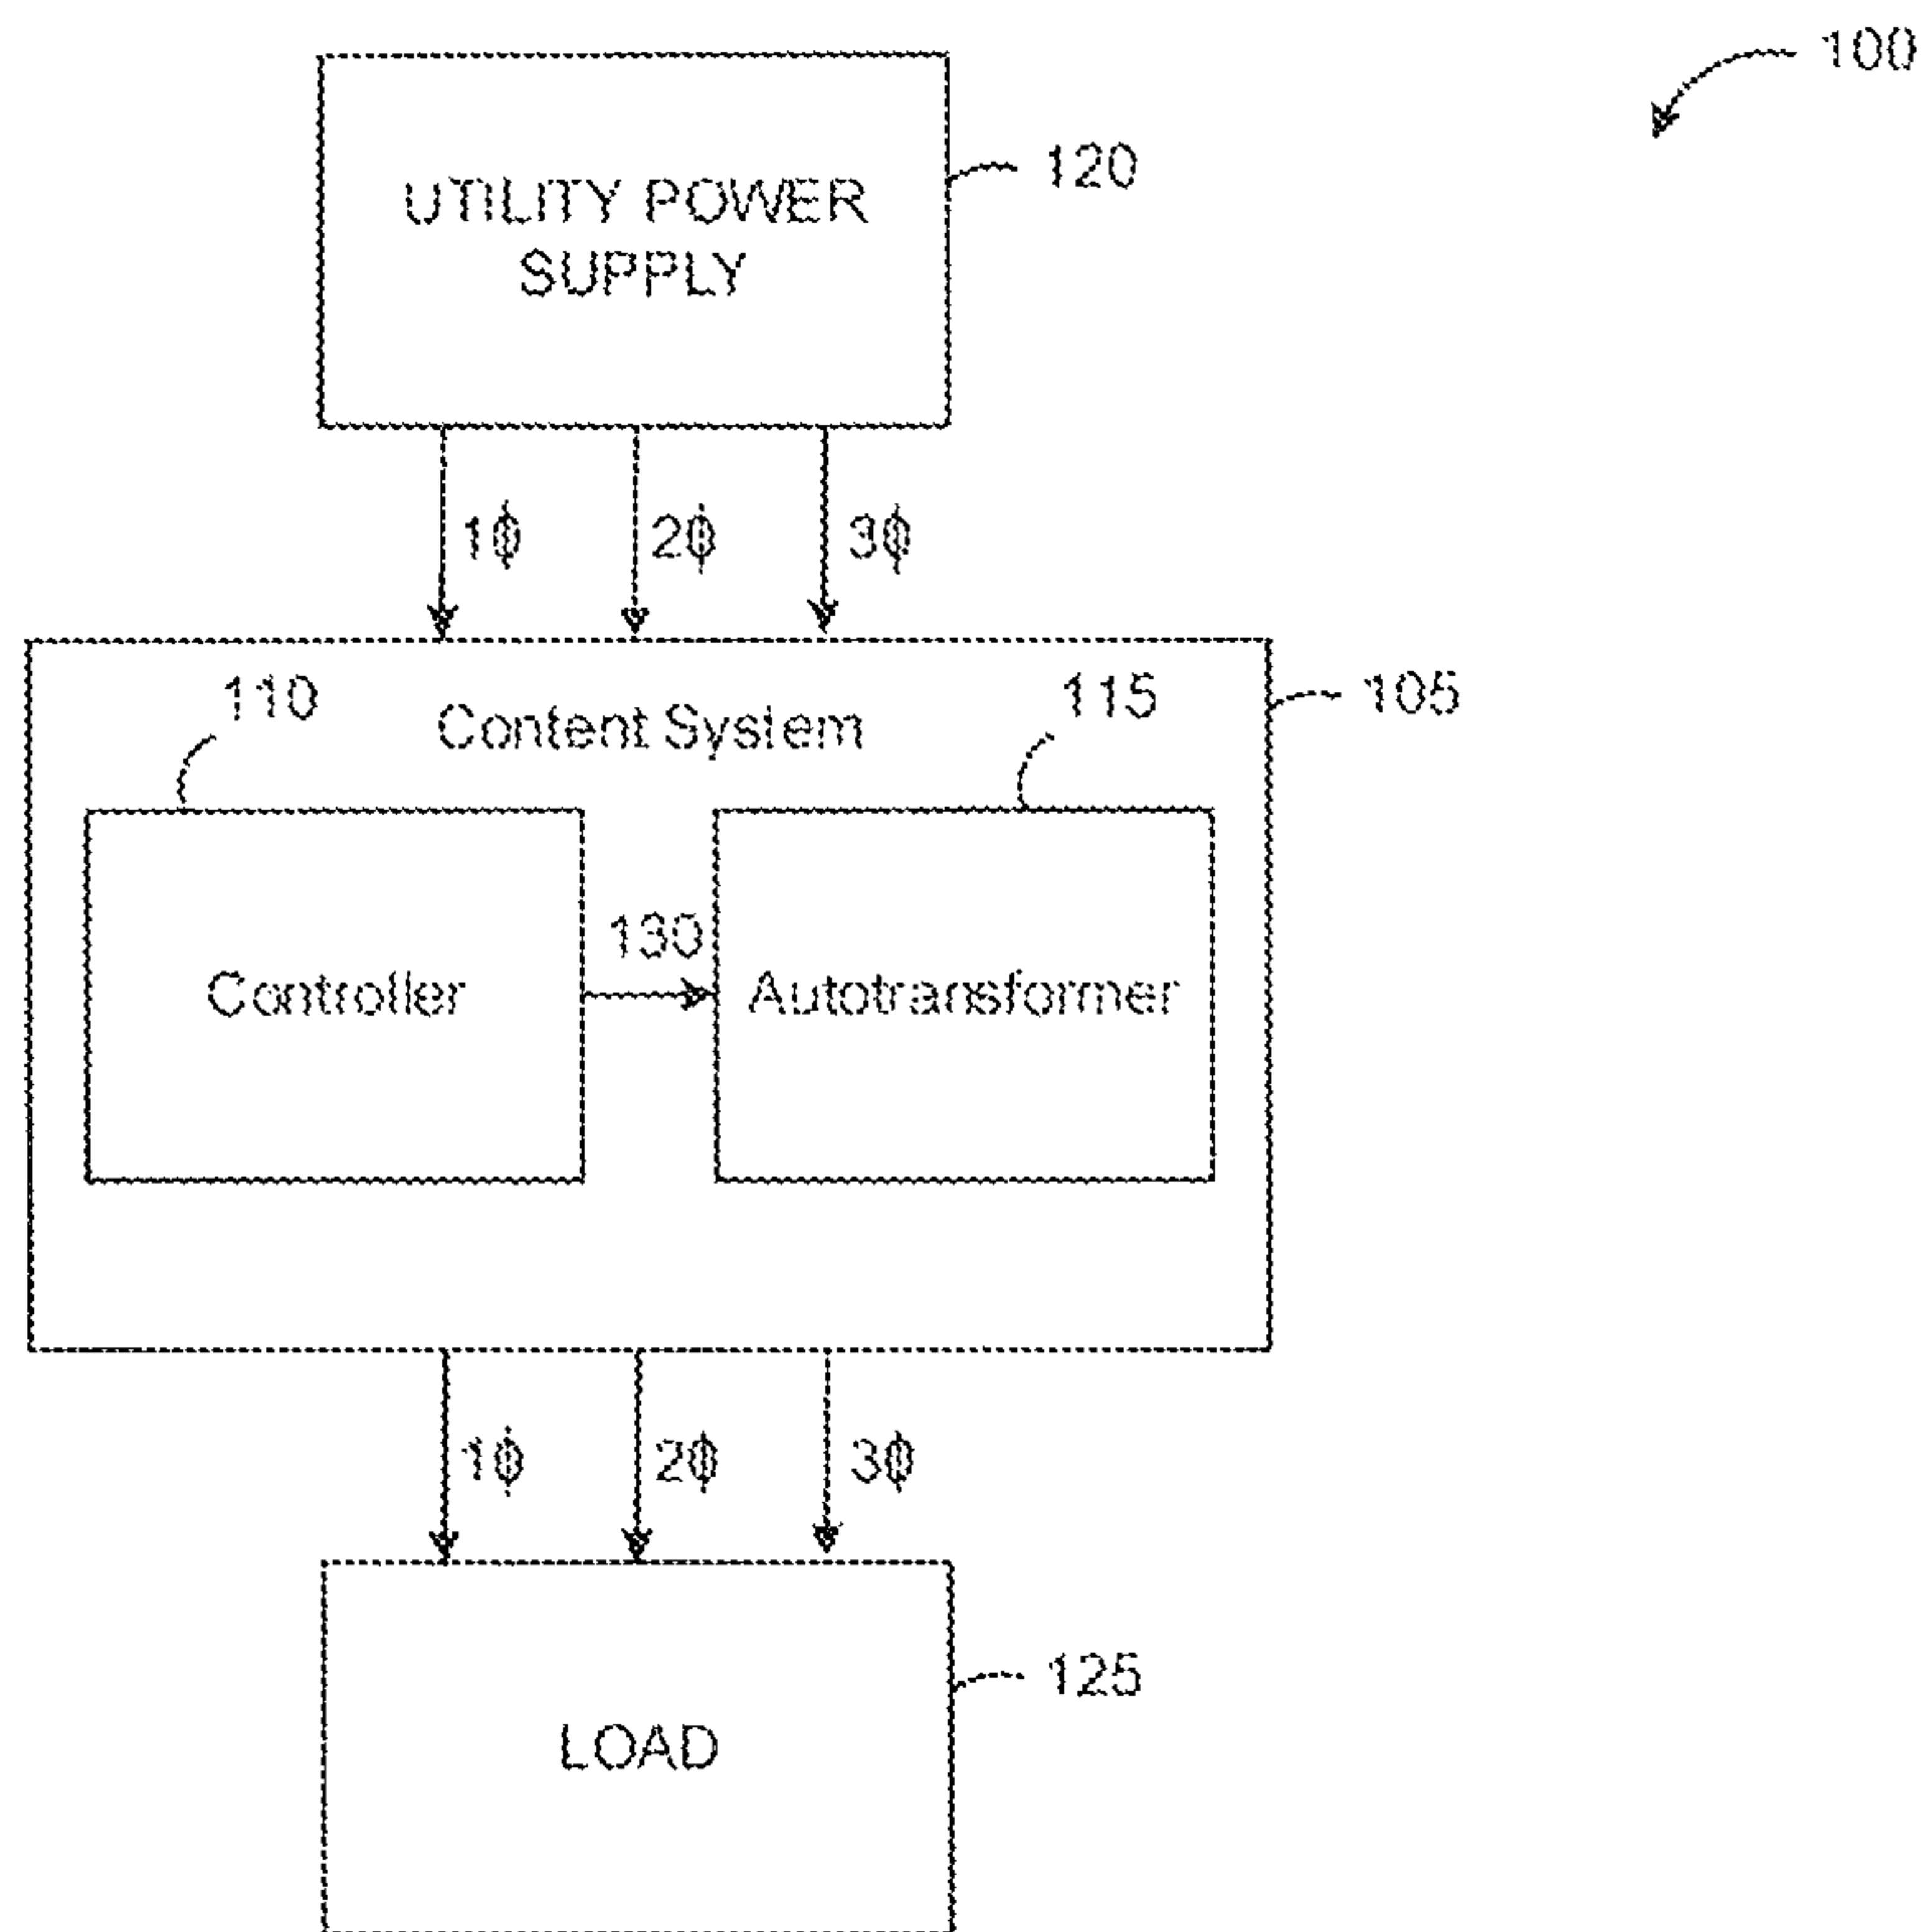 100
UTILITY POWER
SUPPLY
120
1ϕ
2ϕ
3ϕ
110
Content System
115
105
Controller
130
Autotransformer
1ϕ
2ϕ
3ϕ
125
LOAD